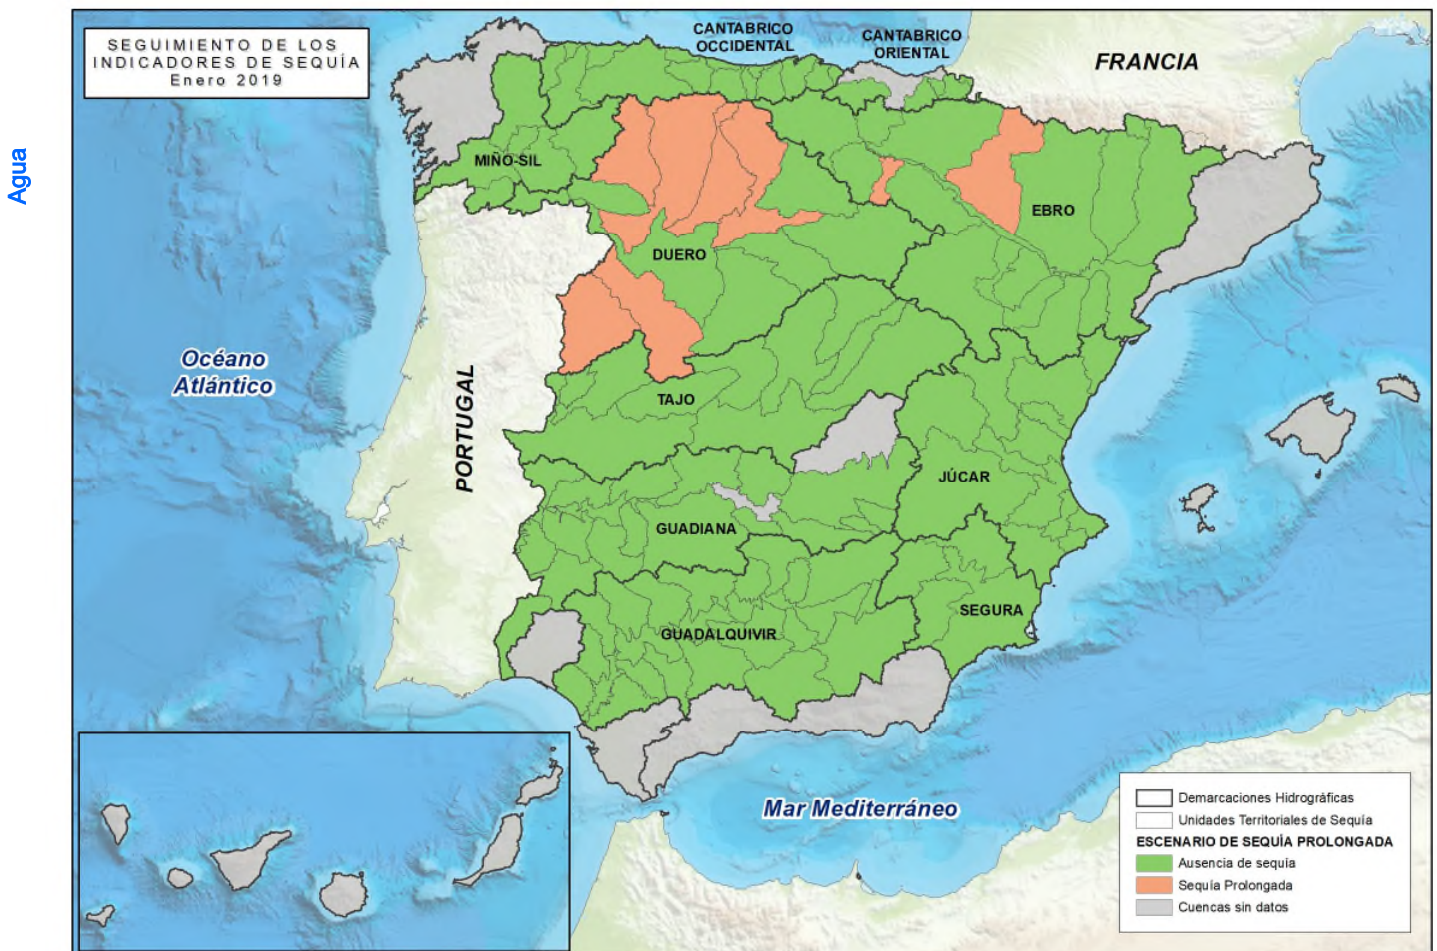 SEGUIMIENTO DE LOS
INDICADORES DE SEQUÍA
Enero 2019
Agua
CANTABRICO
OCCIDENTAL
CANTABRICO
ORIENTAL
FRANCIA
MIÑO-SIL
EBRO
DUERO
Océano
Atlántico
PORTUGAL
TAJO
JÚCAR
GUADIANA
SEGURA
GUADALQUIVIR
Mar Mediterráneo
Demarcaciones Hidrográficas
Unidades Territoriales de Sequía
ESCENARIO DE SEQUÌA PROLONGADA
Ausencia de sequía
Sequía Prolongada
Cuencas sin datos